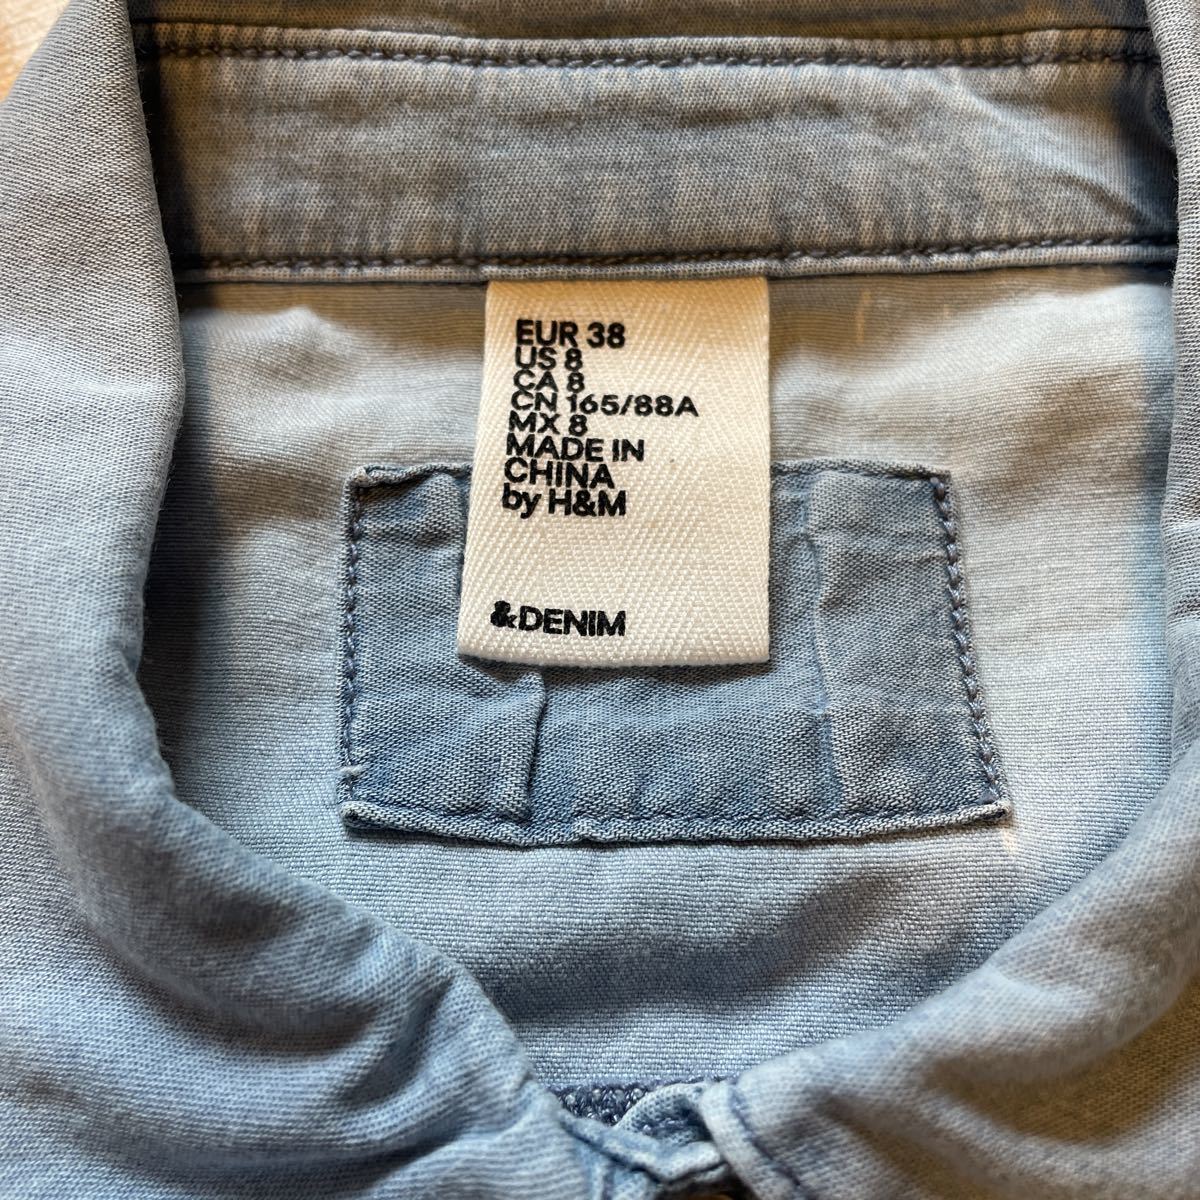 EUR 38
US 8
CA 8
CN 165/88A
MX 8
MADE IN
CHINA
by H&M
&DENIM